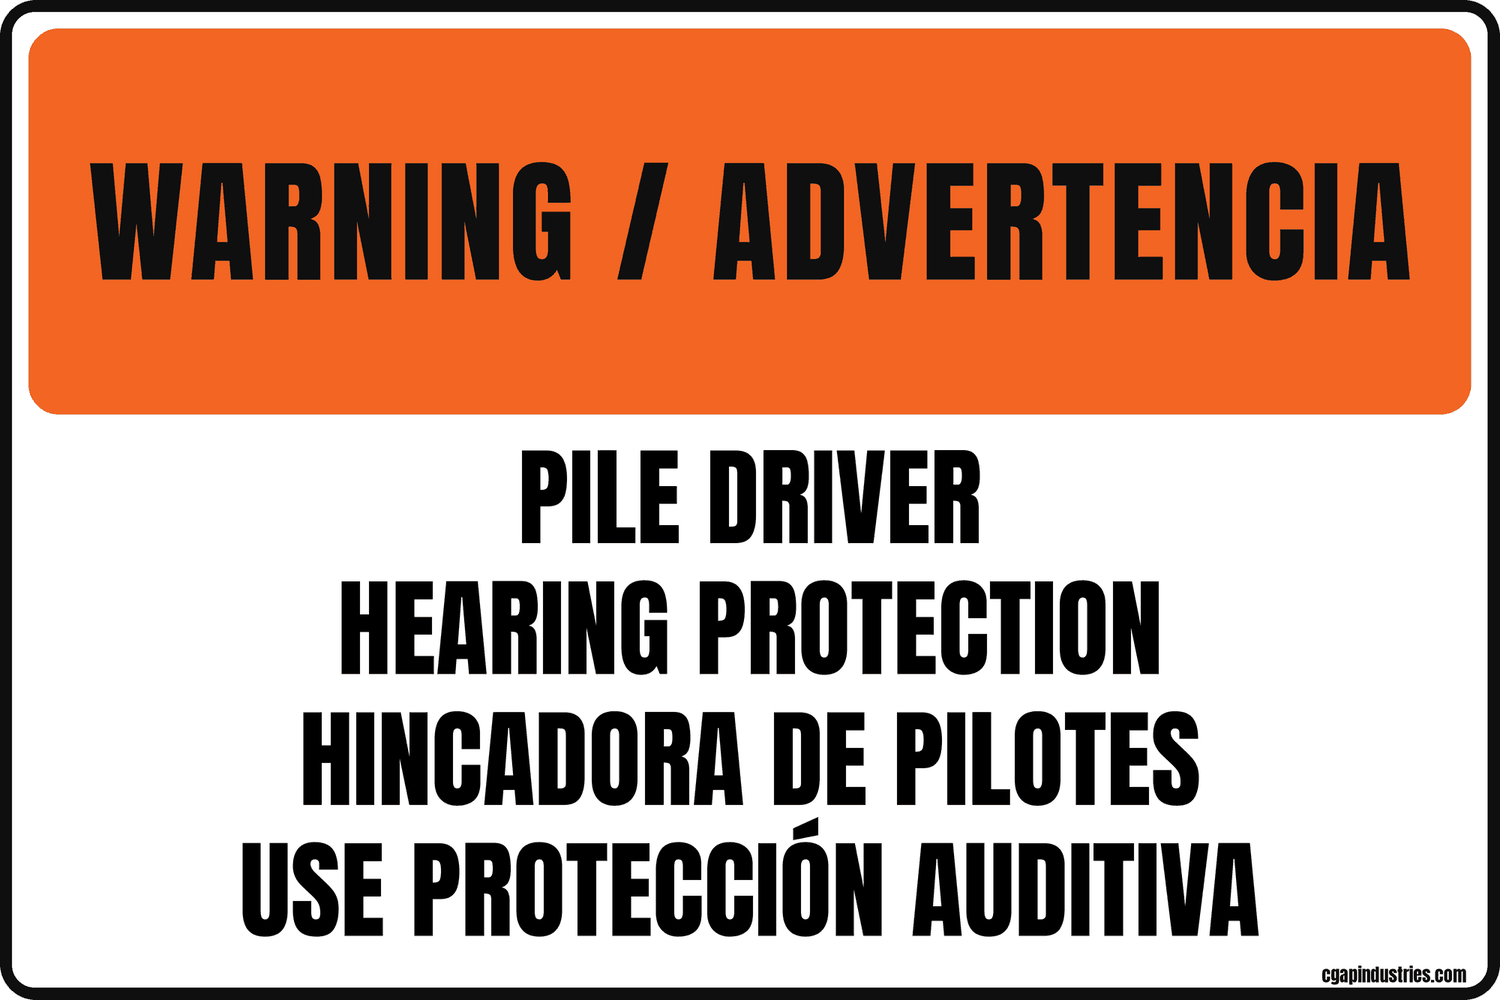 WARNING / ADVERTENCIA
PILE DRIVER
HEARING PROTECTION
HINCADORA DE PILOTES
USE PROTECCIÓN AUDITIVA
cgapindustries.com